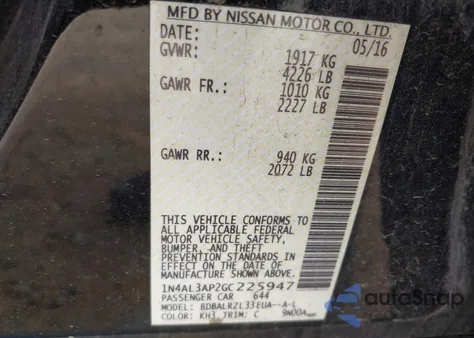 MFD BY NISSAN MOTOR CO., LTD.
DATE: 05/16
GVWR: 1917 KG
4226 LB
GAWR FR.: 1010 KG
2227 LB
GAWR RR.: 940 KG
2072 LB
THIS VEHICLE CONFORMS TO
ALL APPLICABLE FEDERAL
MOTOR VEHICLE SAFETY,
BUMPER, AND THEFT
PREVENTION STANDARDS IN
EFFECT ON THE DATE OF
MANUFACTURE SHOWN ABOVE.
1N4AL3AP2GC225947
PASSENGER CAR 644
MODEL: BDBALRZL33EUA--A-L
COLOR: KH3 TRIM: C
autoSnap